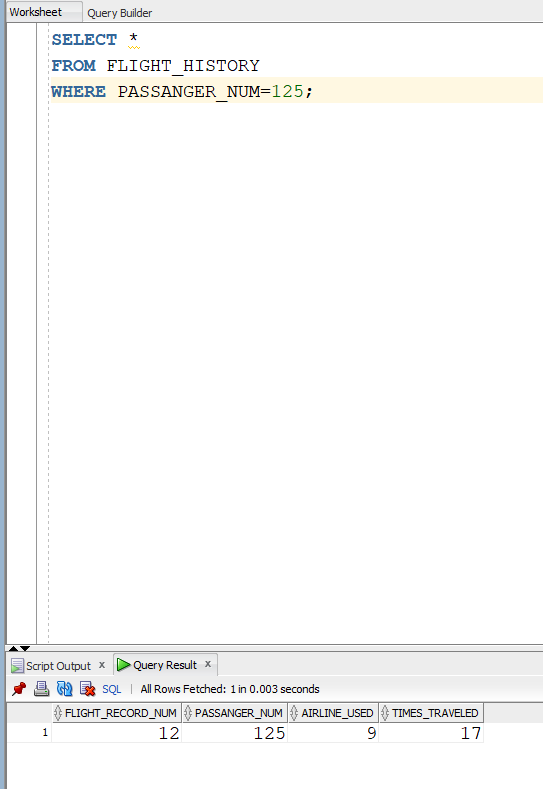 Worksheet Query Builder
SELECT *
FROM FLIGHT_HISTORY
WHERE PASSANGER_NUM=125;
Script Output x Query Result x
SQL | All Rows Fetched: 1 in 0.003 seconds
FLIGHT_RECORD_NUM PASSANGER_NUM AIRLINE_USED TIMES_TRAVELED
1 12 125 9 17